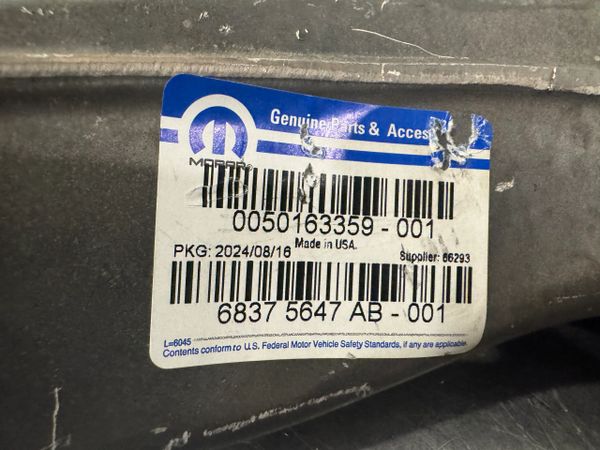 Genuine Parts & Access
MOPAR®
0050163359 - 001
Made in USA.
PKG: 2024/08/16 Supplier: 66293
6837 5647 AB - 001
L=6045
Contents conform to U.S. Federal Motor Vehicle Safety Standards, if any are applicable.